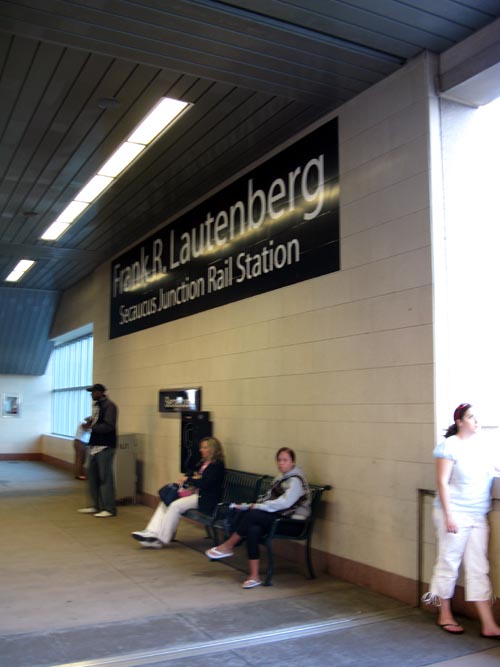 Frank R. Lautenberg
Secaucus Junction Rail Station